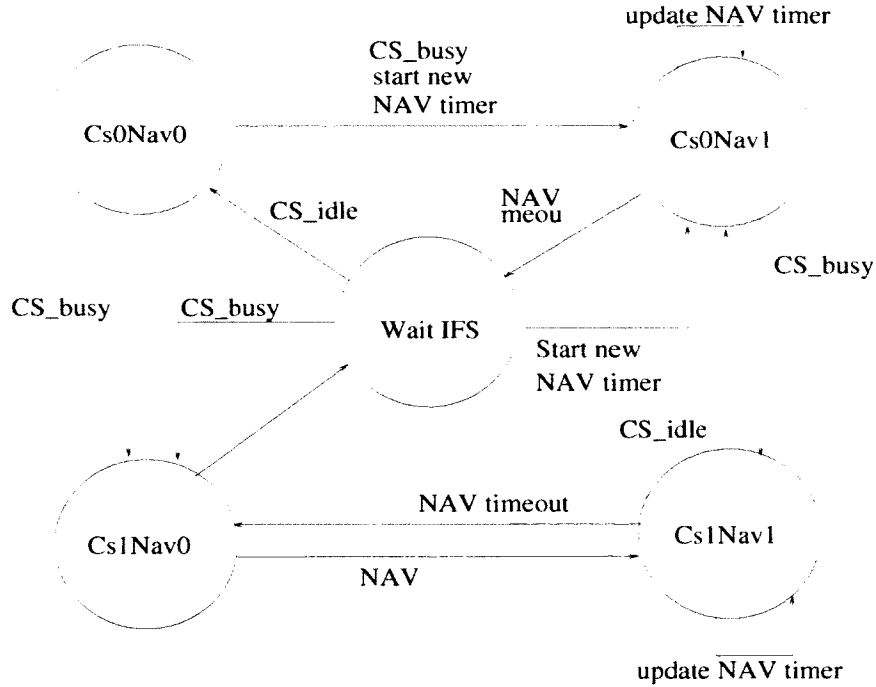 update NAV timer
CS_busy
start new
NAV timer
Cs0Nav0
Cs0Nav1
CS_idle
NAV
meou
CS_busy
CS_busy
CS_busy
Wait IFS
Start new
NAV timer
CS_idle
NAV timeout
Cs1Nav0
Cs1Nav1
NAV
update NAV timer